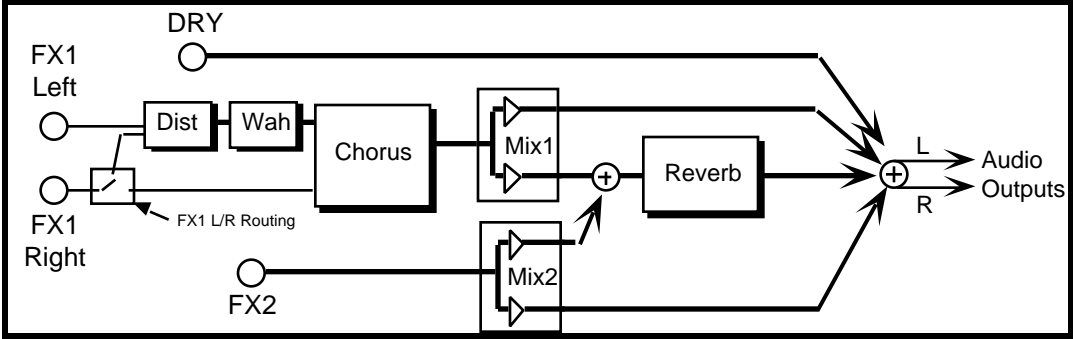 DRY
FX1
Left
Dist
Wah
Chorus
Mix1
Reverb
L
R
Audio
Outputs
FX1
Right
FX1 L/R Routing
FX2
Mix2